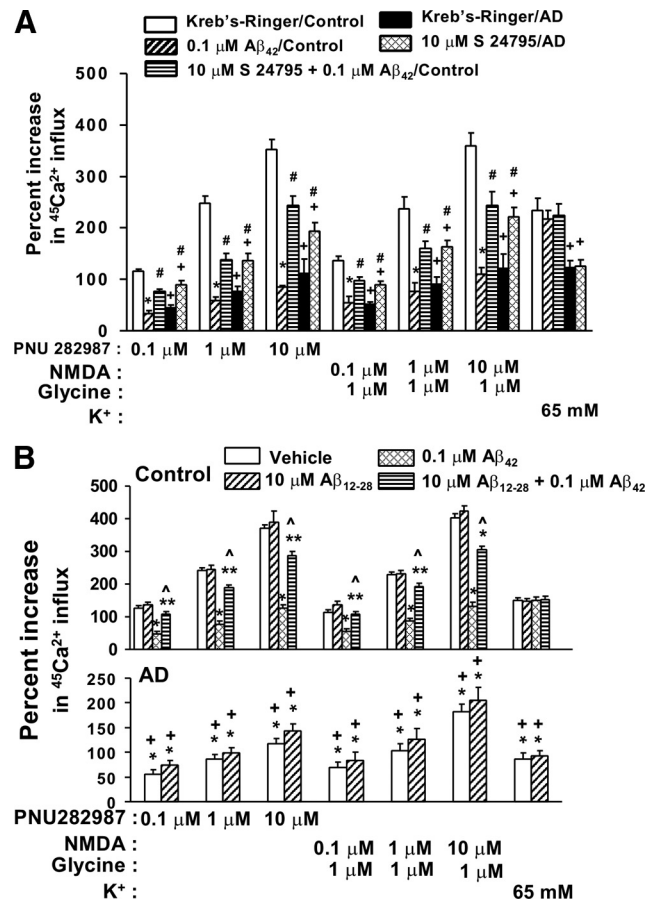 A
Kreb's-Ringer/Control
Kreb's-Ringer/AD
0.1 μM Aβ42/Control
10 μM S 24795/AD
10 μM S 24795 + 0.1 μM Aβ42/Control
Percent increase
in 45Ca2+ influx
500
400
300
200
100
0
* # + # +
* # + # +
* # + # +
* # + #
* # + # +
* # + # +
+ +
PNU 282987 : 0.1 μM 1 μM 10 μM
NMDA : 0.1 μM 1 μM 10 μM
Glycine : 1 μM 1 μM 1 μM
K+ : 65 mM
B
Control
Vehicle
0.1 μM Aβ42
10 μM Aβ12-28
10 μM Aβ12-28 + 0.1 μM Aβ42
Percent increase
in 45Ca2+ influx
500
400
300
200
100
0
* ^ **
* ^ **
* ^ **
* ^ **
* ^ **
* ^ *
AD
250
200
150
100
50
0
+ * + *
+ * + *
+ * + *
+ * + *
+ * + *
+ * + *
+ * + *
PNU282987 : 0.1 μM 1 μM 10 μM
NMDA : 0.1 μM 1 μM 10 μM
Glycine : 1 μM 1 μM 1 μM
K+ : 65 mM